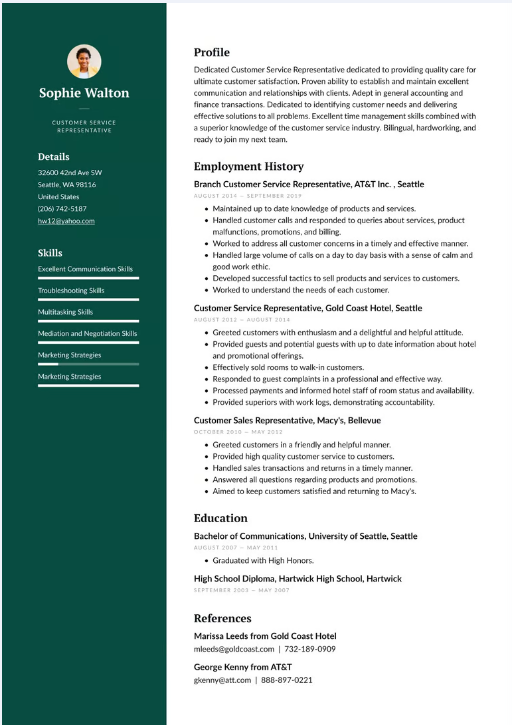 Sophie Walton
CUSTOMER SERVICE
REPRESENTATIVE
Details
32600 42nd Ave SW
Seattle, WA 98116
United States
(206) 742-5187
hw12@yahoo.com
Skills
Excellent Communication Skills
Troubleshooting Skills
Multitasking Skills
Mediation and Negotiation Skills
Marketing Strategies
Marketing Strategies
Profile
Dedicated Customer Service Representative dedicated to providing quality care for
ultimate customer satisfaction. Proven ability to establish and maintain excellent
communication and relationships with clients. Adept in general accounting and
finance transactions. Dedicated to identifying customer needs and delivering
effective solutions to all problems. Excellent time management skills combined with
a superior knowledge of the customer service industry. Bilingual, hardworking, and
ready to join my next team.
Employment History
Branch Customer Service Representative, AT&T Inc. , Seattle
AUGUST 2014 — SEPTEMBER 2019
• Maintained up to date knowledge of products and services.
• Handled customer calls and responded to queries about services, product
malfunctions, promotions, and billing.
• Worked to address all customer concerns in a timely and effective manner.
• Handled large volume of calls on a day to day basis with a sense of calm and
good work ethic.
• Developed successful tactics to sell products and services to customers.
• Worked to understand the needs of each customer.
Customer Service Representative, Gold Coast Hotel, Seattle
AUGUST 2012 — AUGUST 2014
• Greeted customers with enthusiasm and a delightful and helpful attitude.
• Provided guests and potential guests with up to date information about hotel
and promotional offerings.
• Effectively sold rooms to walk-in customers.
• Responded to guest complaints in a professional and effective way.
• Processed payments and informed hotel staff of room status and availability.
• Provided superiors with work logs, demonstrating accountability.
Customer Sales Representative, Macy's, Bellevue
OCTOBER 2010 — MAY 2012
• Greeted customers in a friendly and helpful manner.
• Provided high quality customer service to customers.
• Handled sales transactions and returns in a timely manner.
• Answered all questions regarding products and promotions.
• Aimed to keep customers satisfied and returning to Macy's.
Education
Bachelor of Communications, University of Seattle, Seattle
AUGUST 2007 — MAY 2011
• Graduated with High Honors.
High School Diploma, Hartwick High School, Hartwick
SEPTEMBER 2003 — MAY 2007
References
Marissa Leeds from Gold Coast Hotel
mleeds@goldcoast.com | 732-189-0909
George Kenny from AT&T
gkenny@att.com | 888-897-0221